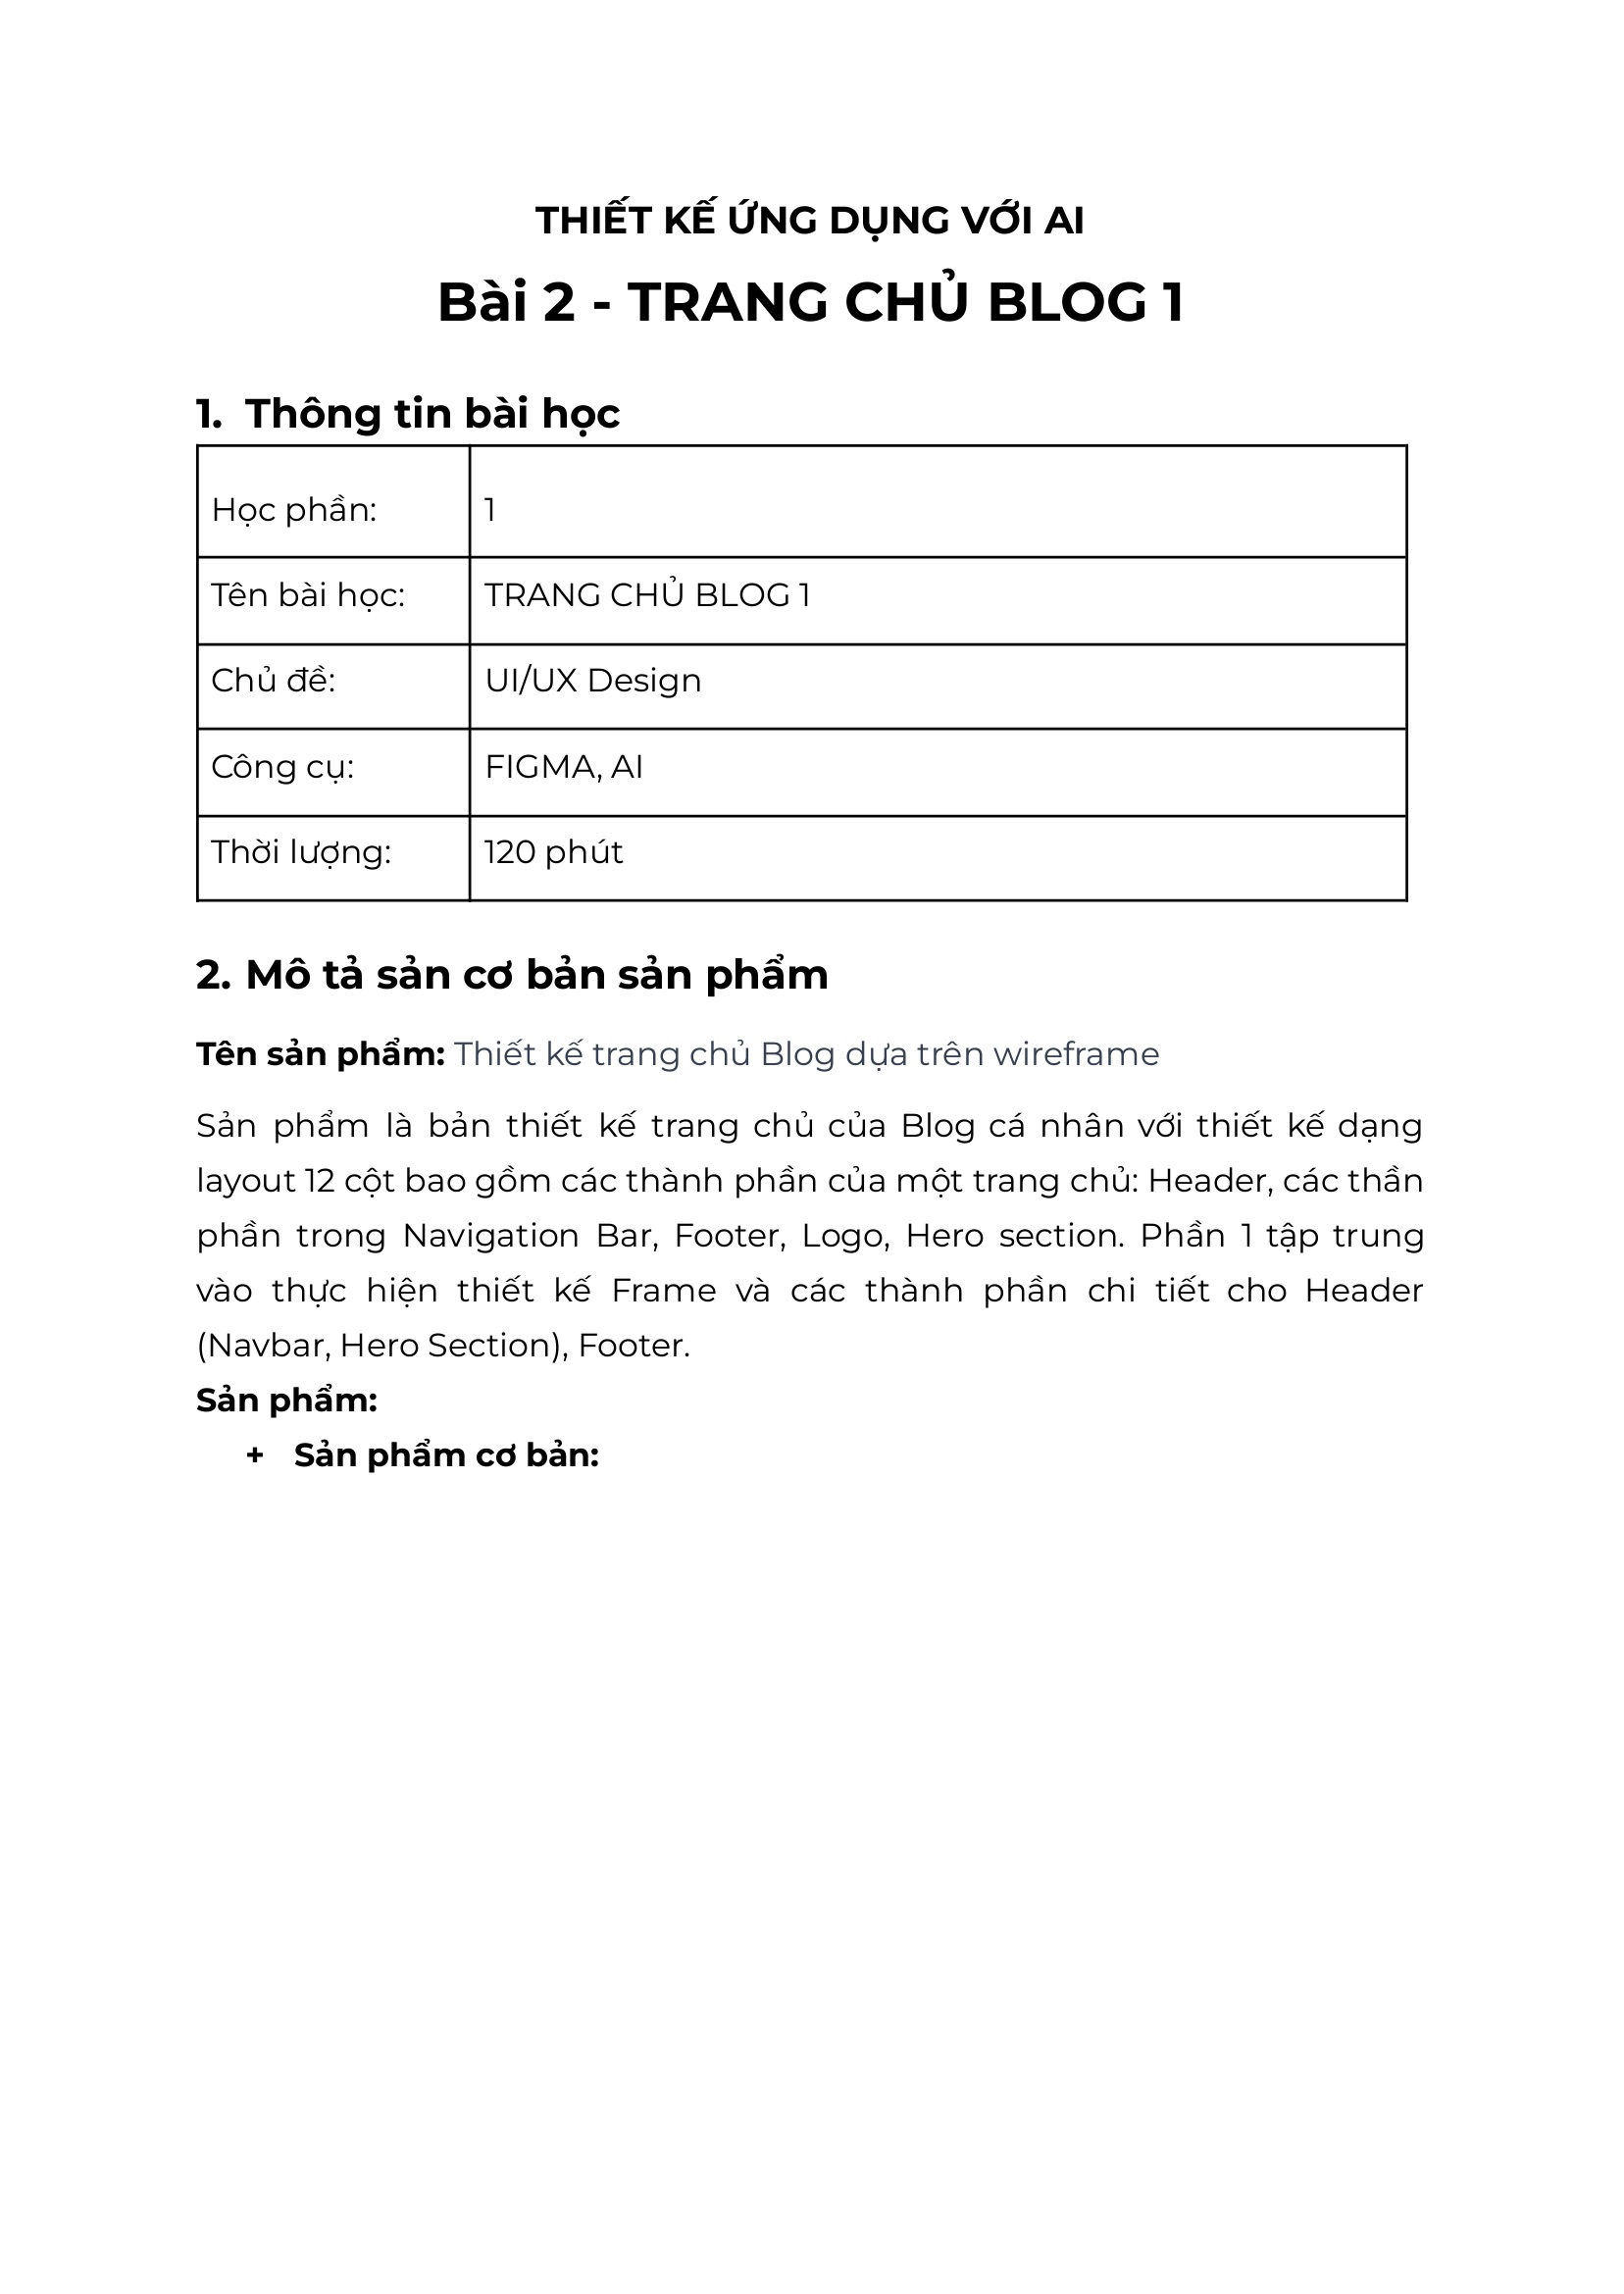 THIẾT KẾ ỨNG DỤNG VỚI AI
Bài 2 - TRANG CHỦ BLOG 1
1. Thông tin bài học
Học phần: 1
Tên bài học: TRANG CHỦ BLOG 1
Chủ đề: UI/UX Design
Công cụ: FIGMA, AI
Thời lượng: 120 phút
2. Mô tả sản cơ bản sản phẩm
Tên sản phẩm: Thiết kế trang chủ Blog dựa trên wireframe
Sản phẩm là bản thiết kế trang chủ của Blog cá nhân với thiết kế dạng
layout 12 cột bao gồm các thành phần của một trang chủ: Header, các thần
phần trong Navigation Bar, Footer, Logo, Hero section. Phần 1 tập trung
vào thực hiện thiết kế Frame và các thành phần chi tiết cho Header
(Navbar, Hero Section), Footer.
Sản phẩm:
+ Sản phẩm cơ bản: